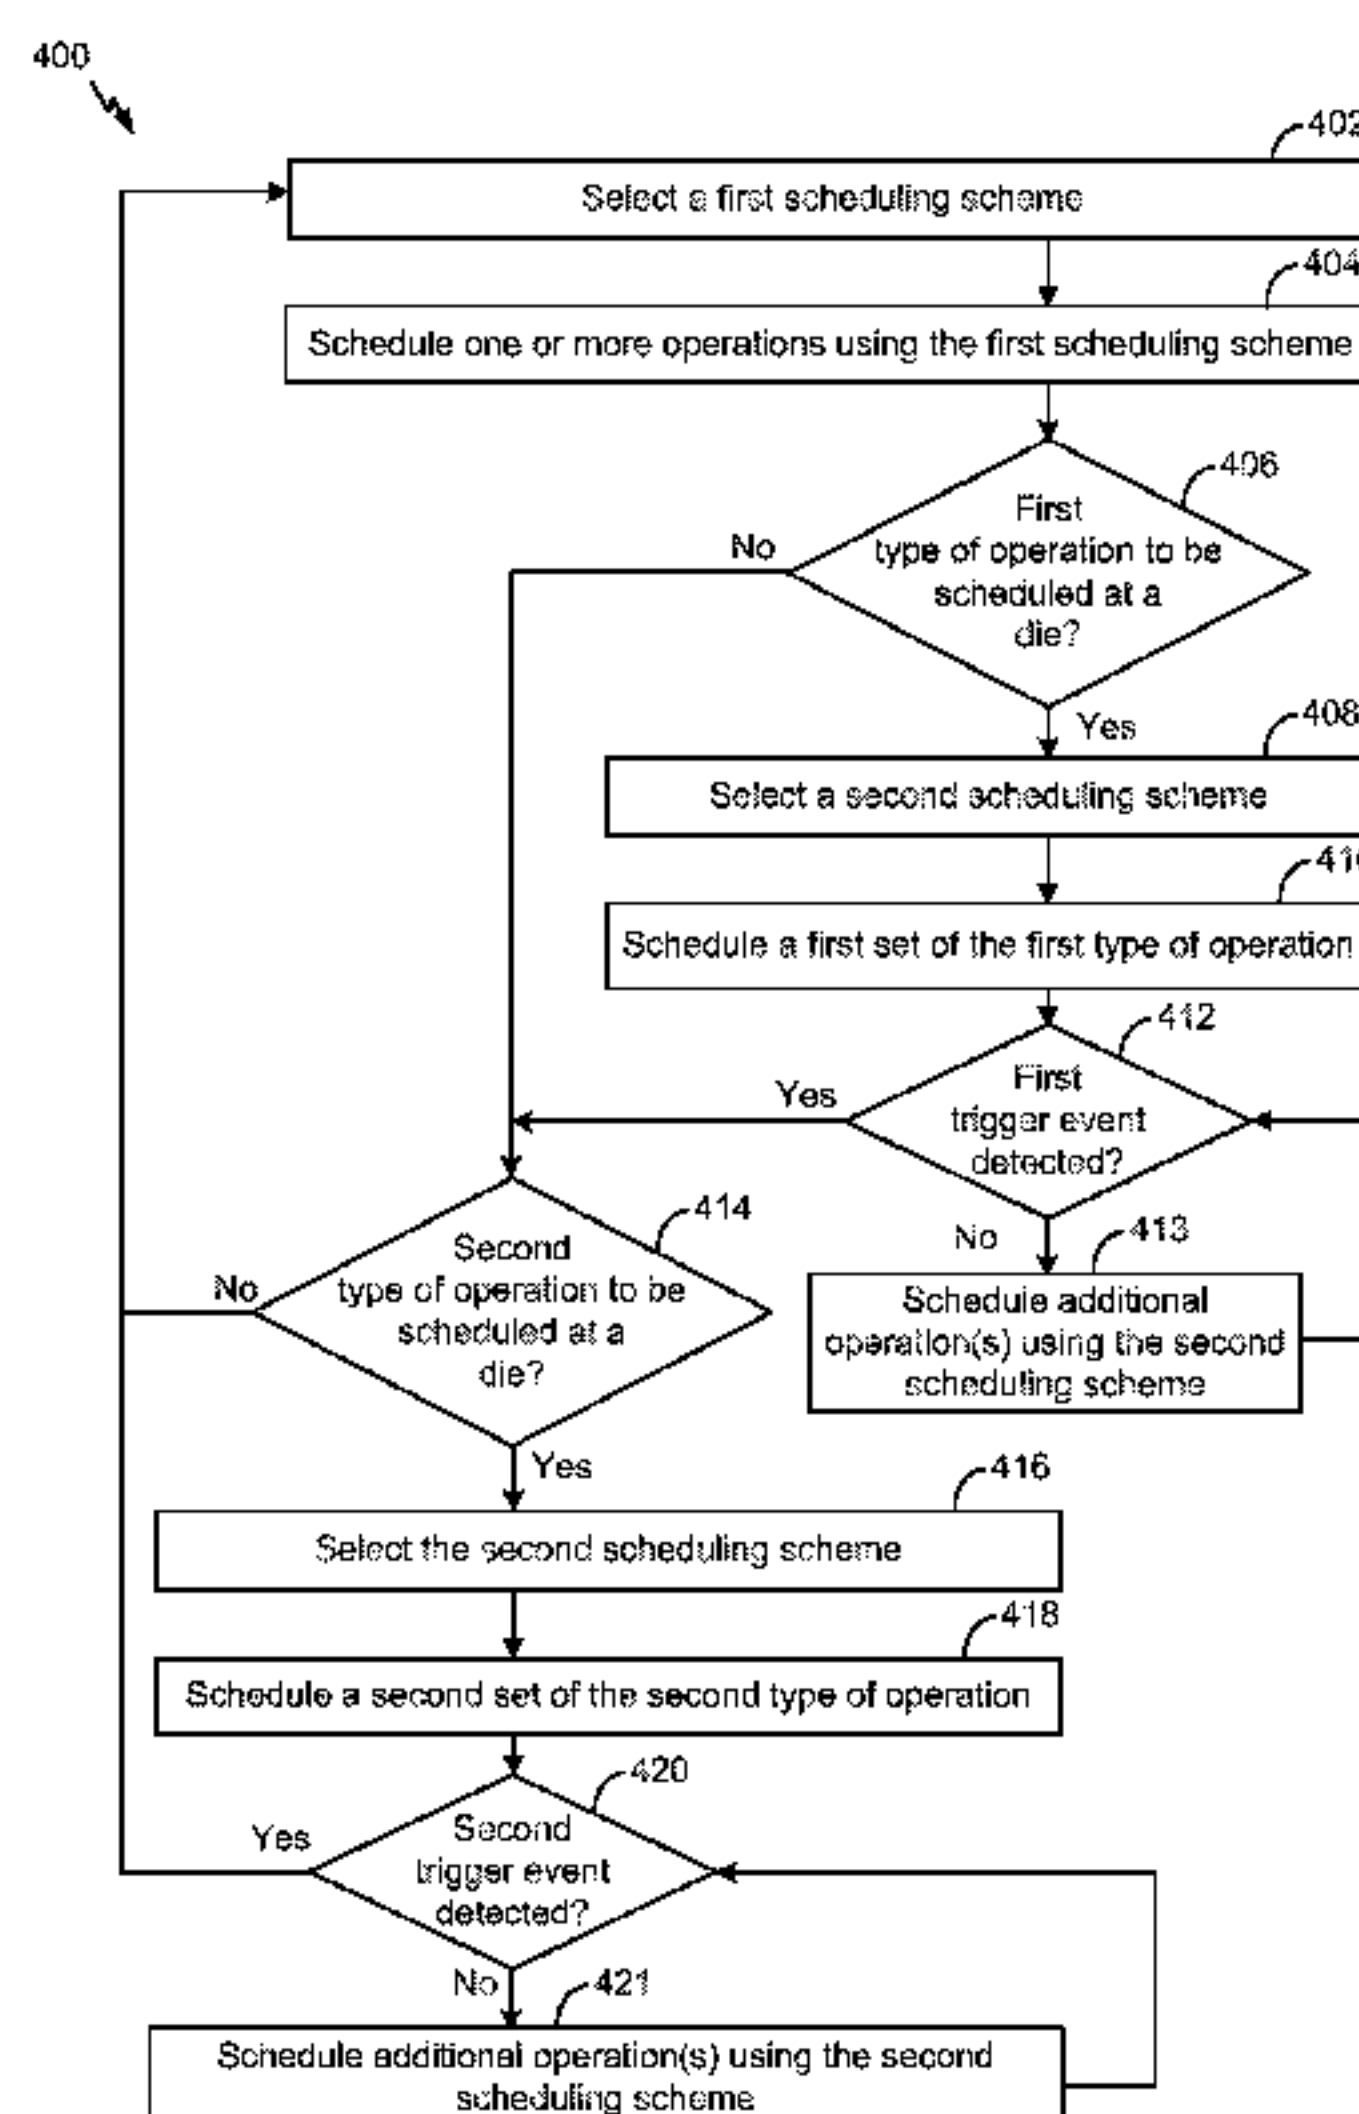 400
402
Select a first scheduling scheme
404
Schedule one or more operations using the first scheduling scheme
406
First
type of operation to be
scheduled at a
die?
No
Yes
408
Select a second scheduling scheme
410
Schedule a first set of the first type of operation
412
First
trigger event
detected?
Yes
No
413
Schedule additional
operation(s) using the second
scheduling scheme
414
Second
type of operation to be
scheduled at a
die?
No
Yes
416
Select the second scheduling scheme
418
Schedule a second set of the second type of operation
420
Second
trigger event
detected?
Yes
No
421
Schedule additional operation(s) using the second
scheduling scheme